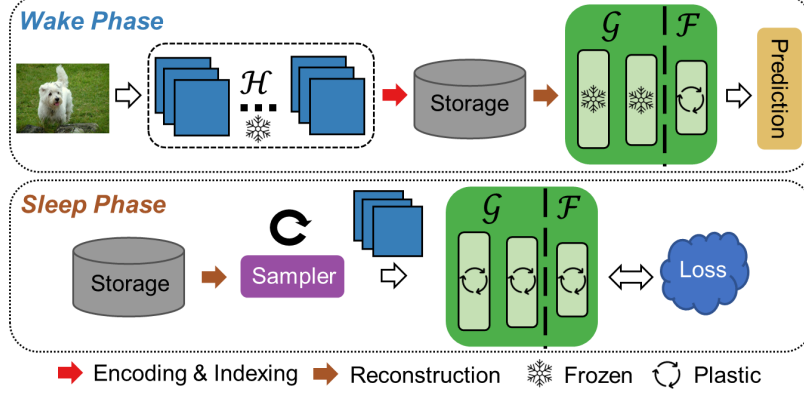 Wake Phase
ℋ
Storage
𝒢 ℱ
Prediction
Sleep Phase
Storage
Sampler
𝒢 ℱ
Loss
Encoding & Indexing Reconstruction Frozen Plastic